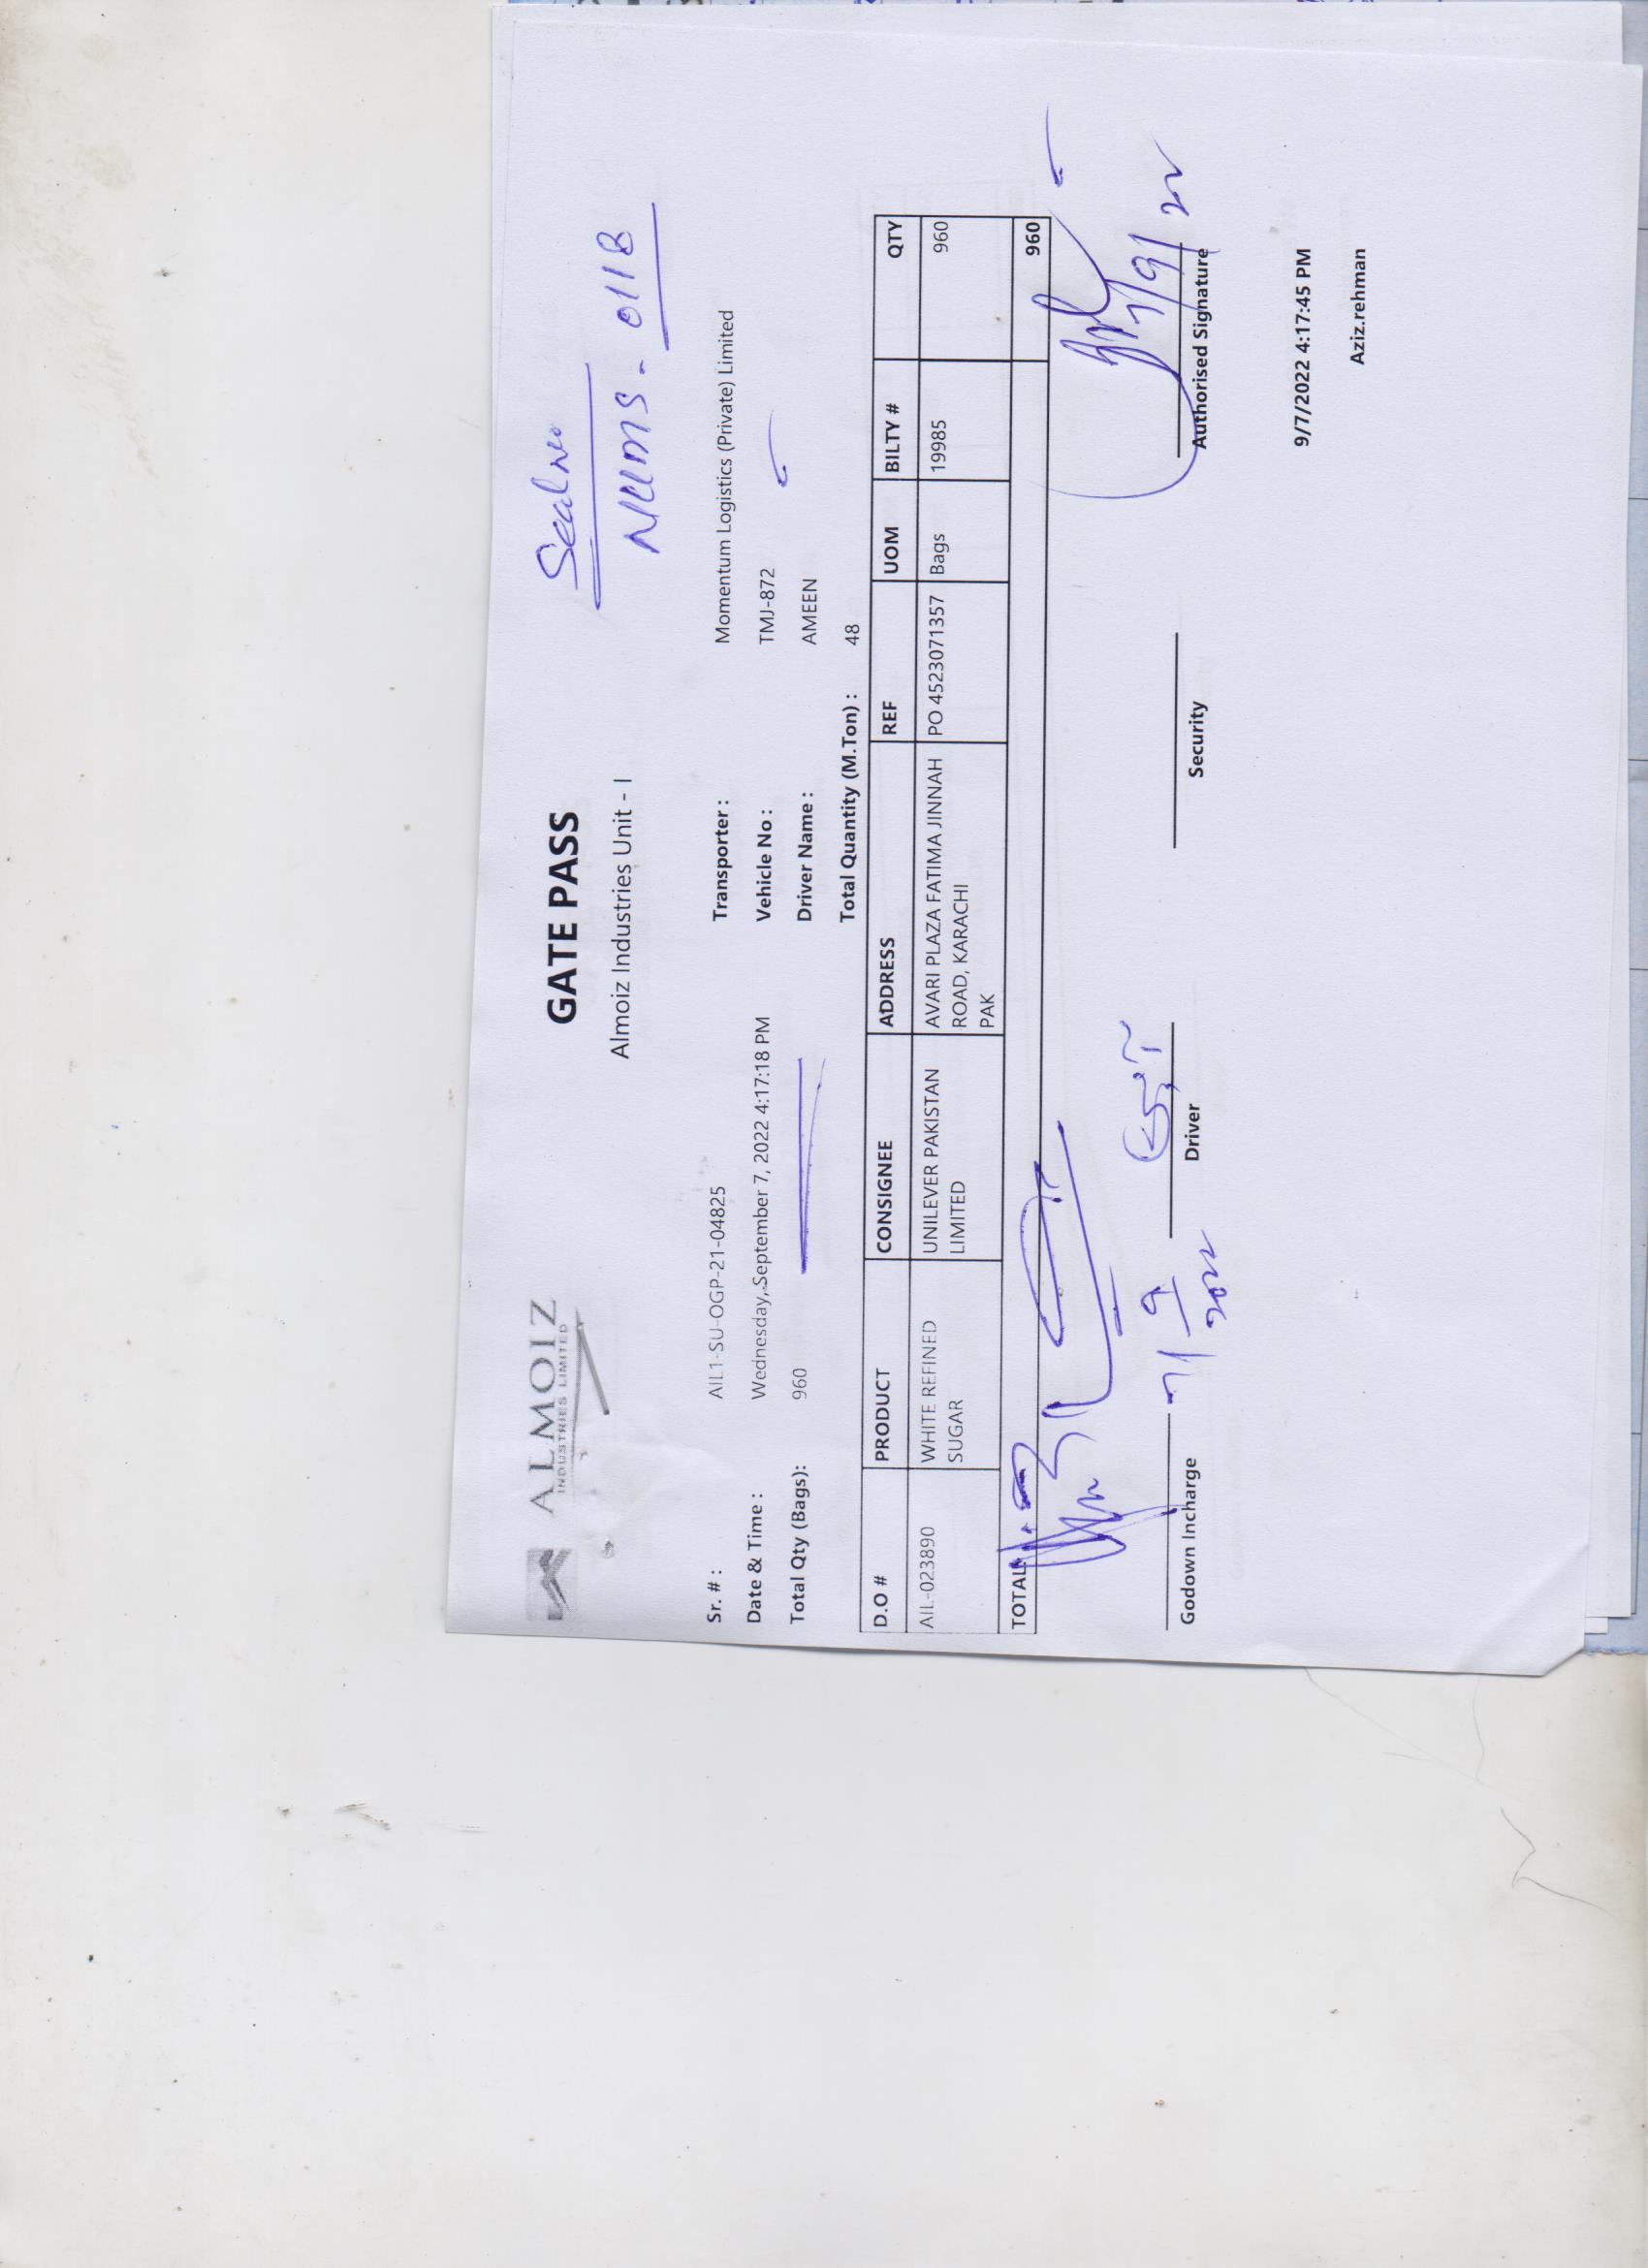 ALMOIZ
INDUSTRIES LIMITED
GATE PASS
Almoiz Industries Unit - I
Seal no
Sr. # : AIL1-SU-OGP-21-04825 Transporter : Momentum Logistics (Private) Limited
Date & Time : Wednesday, September 7, 2022 4:17:18 PM Vehicle No : TMJ-872
Total Qty (Bags): 960 Driver Name : AMEEN
Total Quantity (M.Ton) : 48
D.O # PRODUCT CONSIGNEE ADDRESS REF UOM BILTY # QTY
AIL-023890 WHITE REFINED UNILEVER PAKISTAN AVARI PLAZA FATIMA JINNAH PO 4523071357 Bags 19985 960
SUGAR LIMITED ROAD, KARACHI
PAK
TOTAL 960
7/9 7/9/22
2022
Godown Incharge Driver Security Authorised Signature
9/7/2022 4:17:45 PM
Aziz.rehman